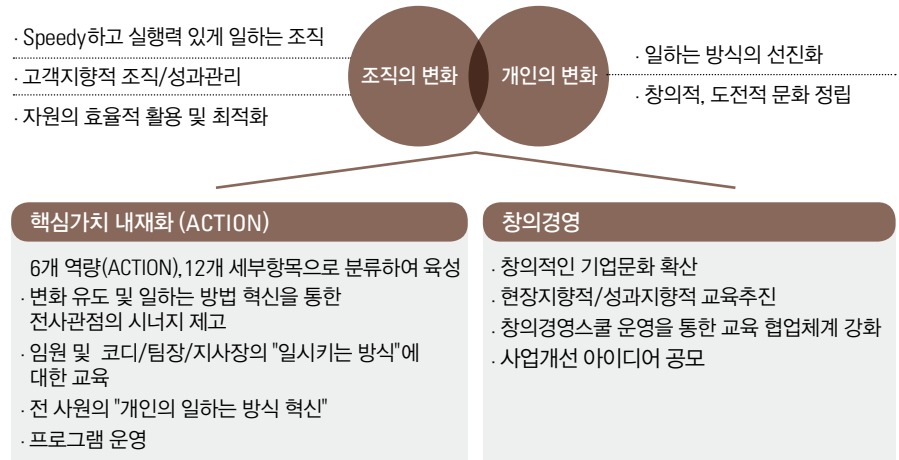 · Speedy하고 실행력 있게 일하는 조직
· 고객지향적 조직/성과관리
· 자원의 효율적 활용 및 최적화
조직의 변화
개인의 변화
· 일하는 방식의 선진화
· 창의적, 도전적 문화 정립
핵심가치 내재화 (ACTION)
6개 역량(ACTION), 12개 세부항목으로 분류하여 육성
· 변화 유도 및 일하는 방법 혁신을 통한
전사관점의 시너지 제고
· 임원 및 코디/팀장/지사장의 "일시키는 방식"에
대한 교육
· 전 사원의 "개인의 일하는 방식 혁신"
· 프로그램 운영
창의경영
· 창의적인 기업문화 확산
· 현장지향적/성과지향적 교육추진
· 창의경영스쿨 운영을 통한 교육 협업체계 강화
· 사업개선 아이디어 공모